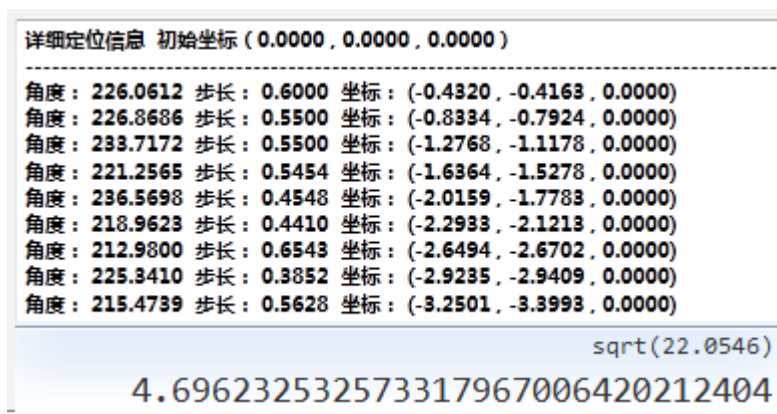 详细定位信息 初始坐标 ( 0.0000 , 0.0000 , 0.0000 )
角度： 226.0612 步长： 0.6000 坐标： (-0.4320 , -0.4163 , 0.0000)
角度： 226.8686 步长： 0.5500 坐标： (-0.8334 , -0.7924 , 0.0000)
角度： 233.7172 步长： 0.5500 坐标： (-1.2768 , -1.1178 , 0.0000)
角度： 221.2565 步长： 0.5454 坐标： (-1.6364 , -1.5278 , 0.0000)
角度： 236.5698 步长： 0.4548 坐标： (-2.0159 , -1.7783 , 0.0000)
角度： 218.9623 步长： 0.4410 坐标： (-2.2933 , -2.1213 , 0.0000)
角度： 212.9800 步长： 0.6543 坐标： (-2.6494 , -2.6702 , 0.0000)
角度： 225.3410 步长： 0.3852 坐标： (-2.9235 , -2.9409 , 0.0000)
角度： 215.4739 步长： 0.5628 坐标： (-3.2501 , -3.3993 , 0.0000)
sqrt(22.0546)
4.696232532573317967006420212404